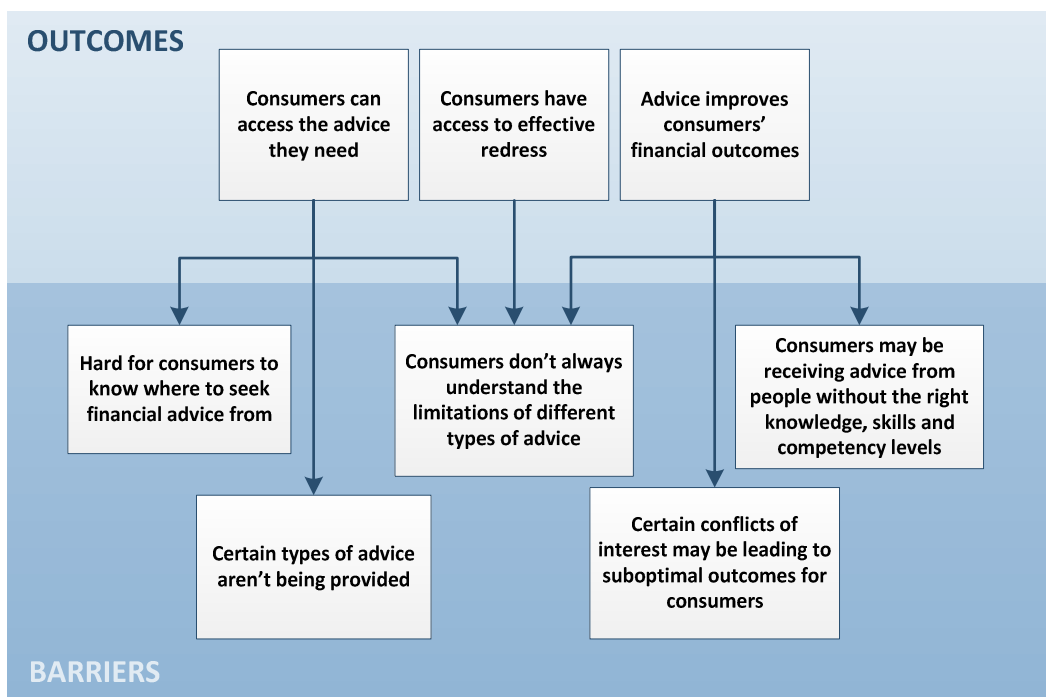 OUTCOMES
Consumers can
access the advice
they need
Consumers have
access to effective
redress
Advice improves
consumers’
financial outcomes
Hard for consumers to
know where to seek
financial advice from
Consumers don’t always
understand the
limitations of different
types of advice
Consumers may be
receiving advice from
people without the right
knowledge, skills and
competency levels
Certain types of advice
aren’t being provided
Certain conflicts of
interest may be leading to
suboptimal outcomes for
consumers
BARRIERS